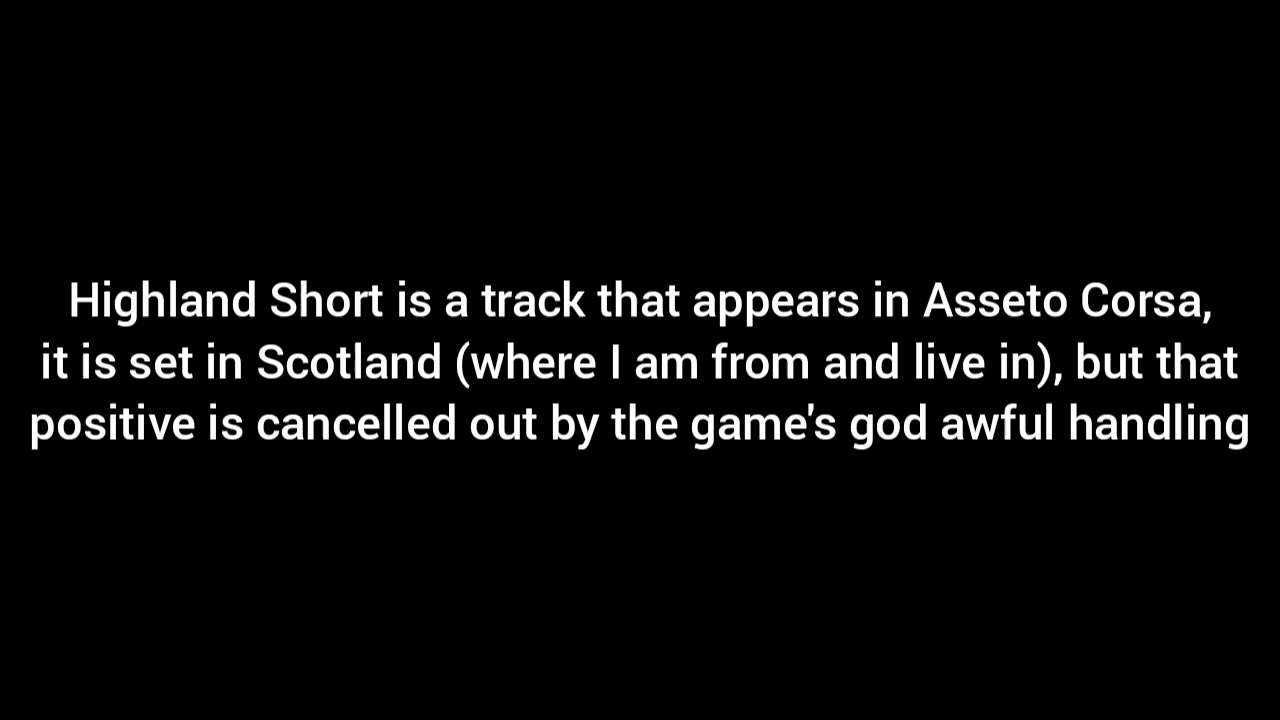 Highland Short is a track that appears in Asseto Corsa,
it is set in Scotland (where I am from and live in), but that
positive is cancelled out by the game's god awful handling